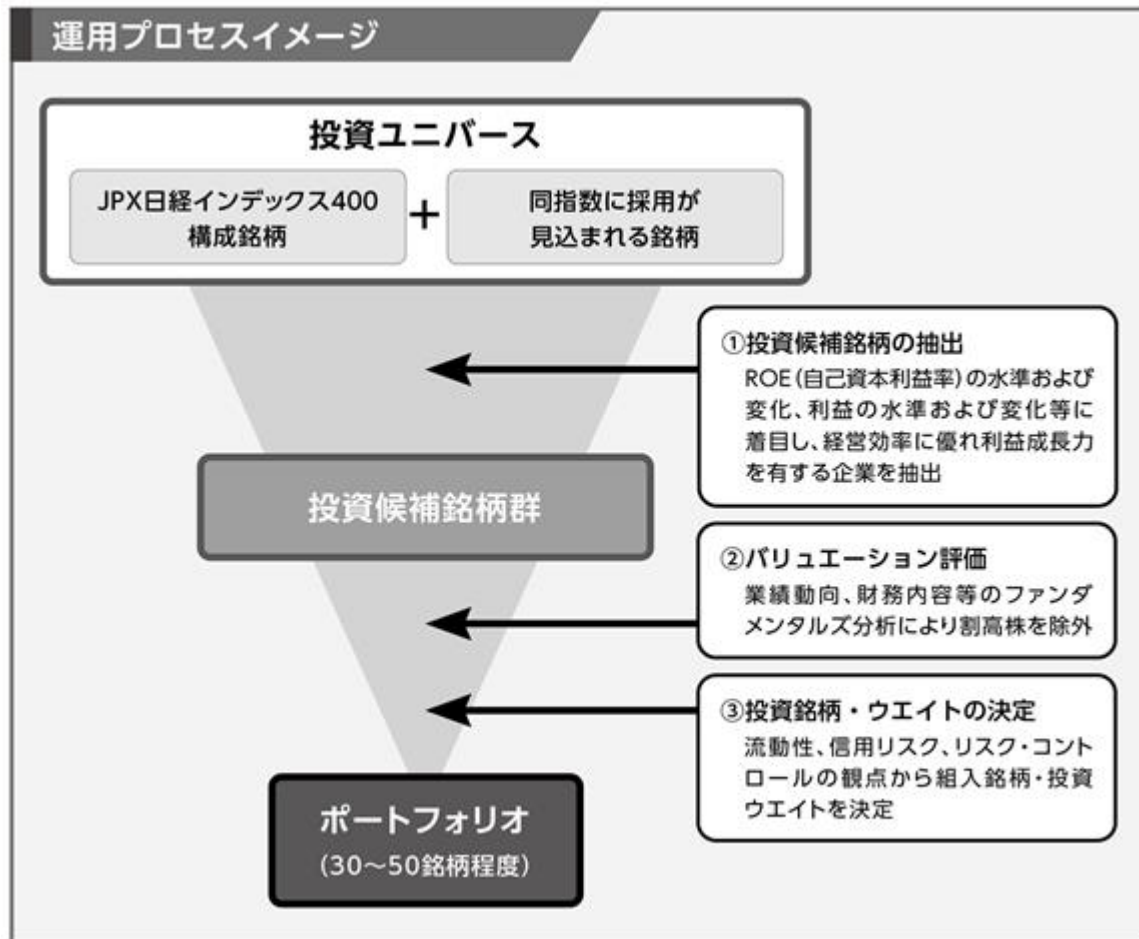 運用プロセスイメージ
投資ユニバース
JPX日経インデックス400
構成銘柄
+
同指数に採用が
見込まれる銘柄
①投資候補銘柄の抽出
ROE(自己資本利益率)の水準および
変化、利益の水準および変化等に
着目し、経営効率に優れ利益成長力
を有する企業を抽出
投資候補銘柄群
②バリュエーション評価
業績動向、財務内容等のファンダ
メンタルズ分析により割高株を除外
③投資銘柄・ウエイトの決定
流動性、信用リスク、リスク・コント
ロールの観点から組入銘柄・投資
ウエイトを決定
ポートフォリオ
(30～50銘柄程度)